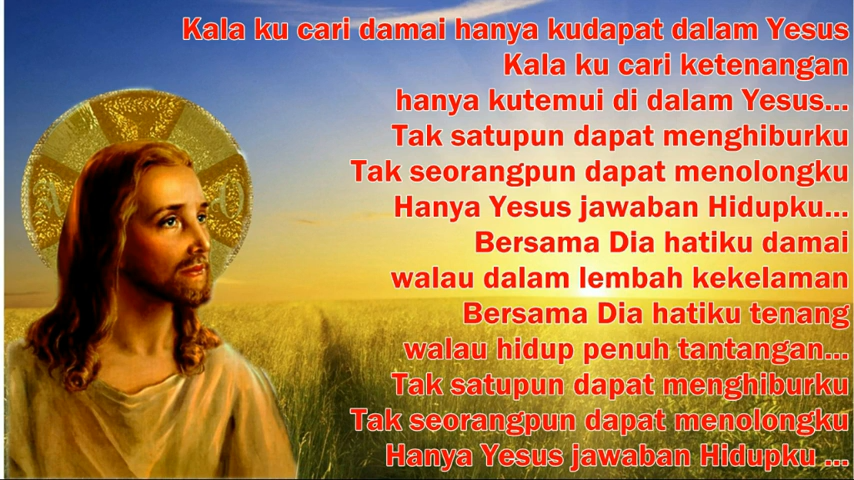 Kala ku cari damai hanya kudapat dalam Yesus
Kala ku cari ketenangan
hanya kutemui di dalam Yesus...
Tak satupun dapat menghiburku
Tak seorangpun dapat menolongku
Hanya Yesus jawaban Hidupku...
Bersama Dia hatiku damai
walau dalam lembah kekelaman
Bersama Dia hatiku tenang
walau hidup penuh tantangan...
Tak satupun dapat menghiburku
Tak seorangpun dapat menolongku
Hanya Yesus jawaban Hidupku ...